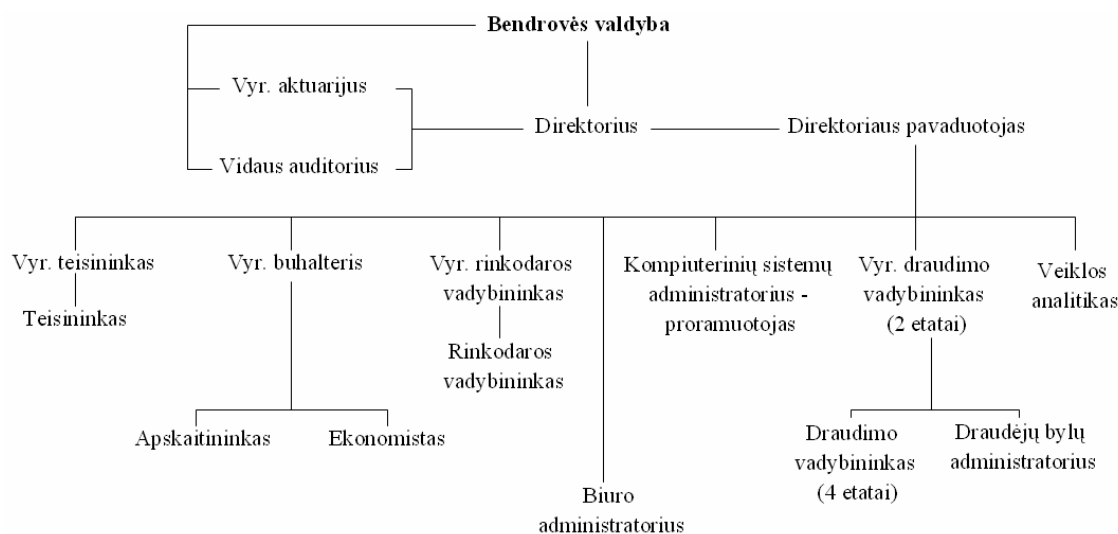 Bendrovės valdyba
Vyr. aktuarijus
Direktorius
Direktoriaus pavaduotojas
Vidaus auditorius
Vyr. teisininkas
Teisininkas
Vyr. buhalteris
Apskaitininkas
Ekonomistas
Vyr. rinkodaros
vadybininkas
Rinkodaros
vadybininkas
Biuro
administratorius
Kompiuterinių sistemų
administratorius -
proramuotojas
Vyr. draudimo
vadybininkas
(2 etatai)
Draudimo
vadybininkas
(4 etatai)
Draudėjų bylų
administratorius
Veiklos
analitikas